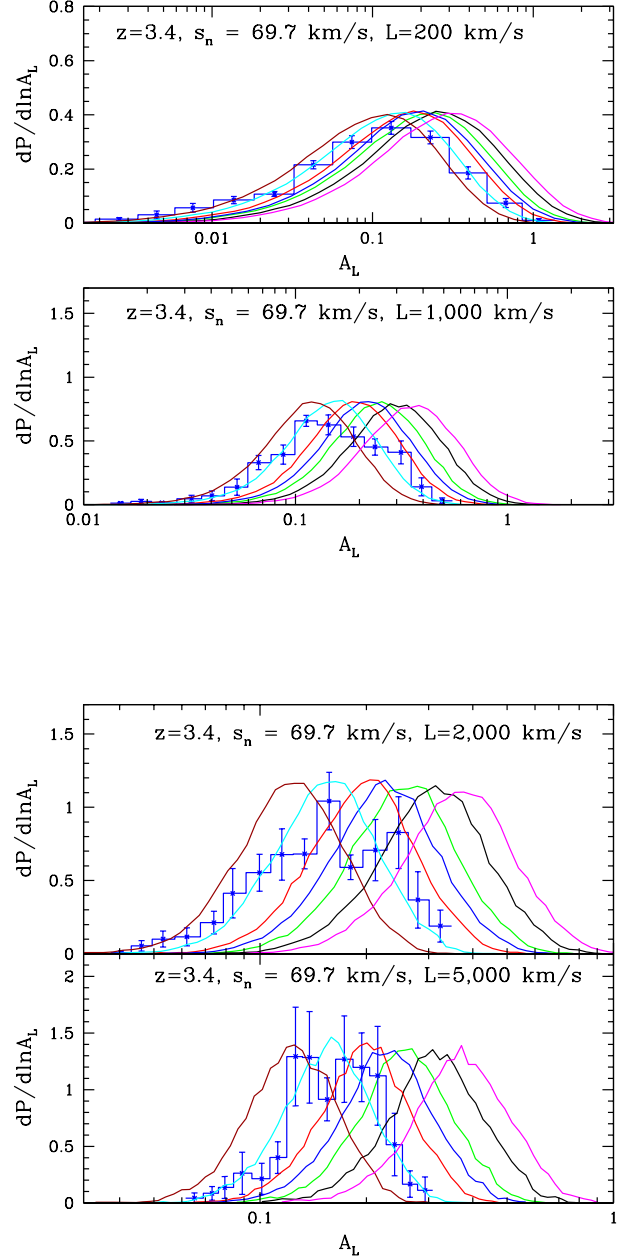 z=3.4, sₙ = 69.7 km/s, L=200 km/s
0.8
0.6
0.4
0.2
0
dP/dlnA_L
0.01
0.1
1
A_L
z=3.4, sₙ = 69.7 km/s, L=1,000 km/s
1.5
1
0.5
0
dP/dlnA_L
0.01
0.1
1
A_L
z=3.4, sₙ = 69.7 km/s, L=2,000 km/s
1.5
1
0.5
0
dP/dlnA_L
z=3.4, sₙ = 69.7 km/s, L=5,000 km/s
2
1.5
1
0.5
0
dP/dlnA_L
0.1
1
A_L